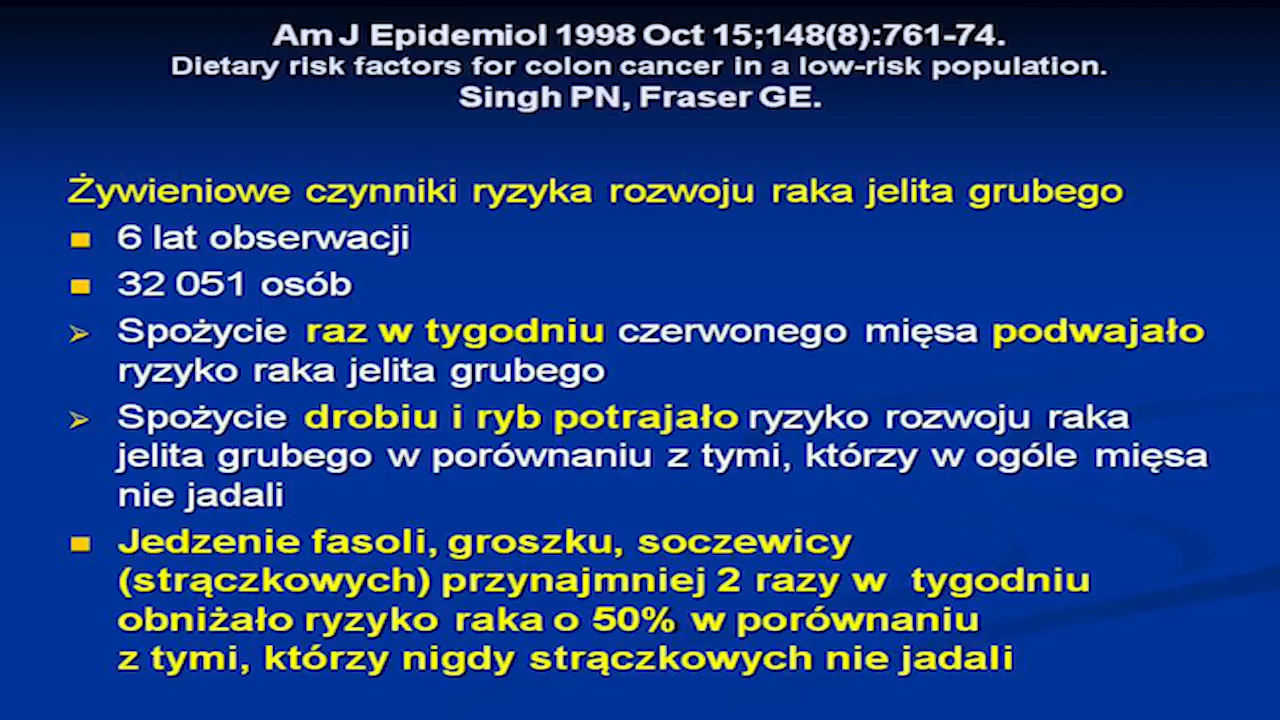 Am J Epidemiol 1998 Oct 15;148(8):761-74.
Dietary risk factors for colon cancer in a low-risk population.
Singh PN, Fraser GE.
Żywieniowe czynniki ryzyka rozwoju raka jelita grubego
6 lat obserwacji
32 051 osób
Spożycie raz w tygodniu czerwonego mięsa podwajało
ryzyko raka jelita grubego
Spożycie drobiu i ryb potrajało ryzyko rozwoju raka
jelita grubego w porównaniu z tymi, którzy w ogóle mięsa
nie jadali
Jedzenie fasoli, groszku, soczewicy
(strączkowych) przynajmniej 2 razy w tygodniu
obniżało ryzyko raka o 50% w porównaniu
z tymi, którzy nigdy strączkowych nie jadali